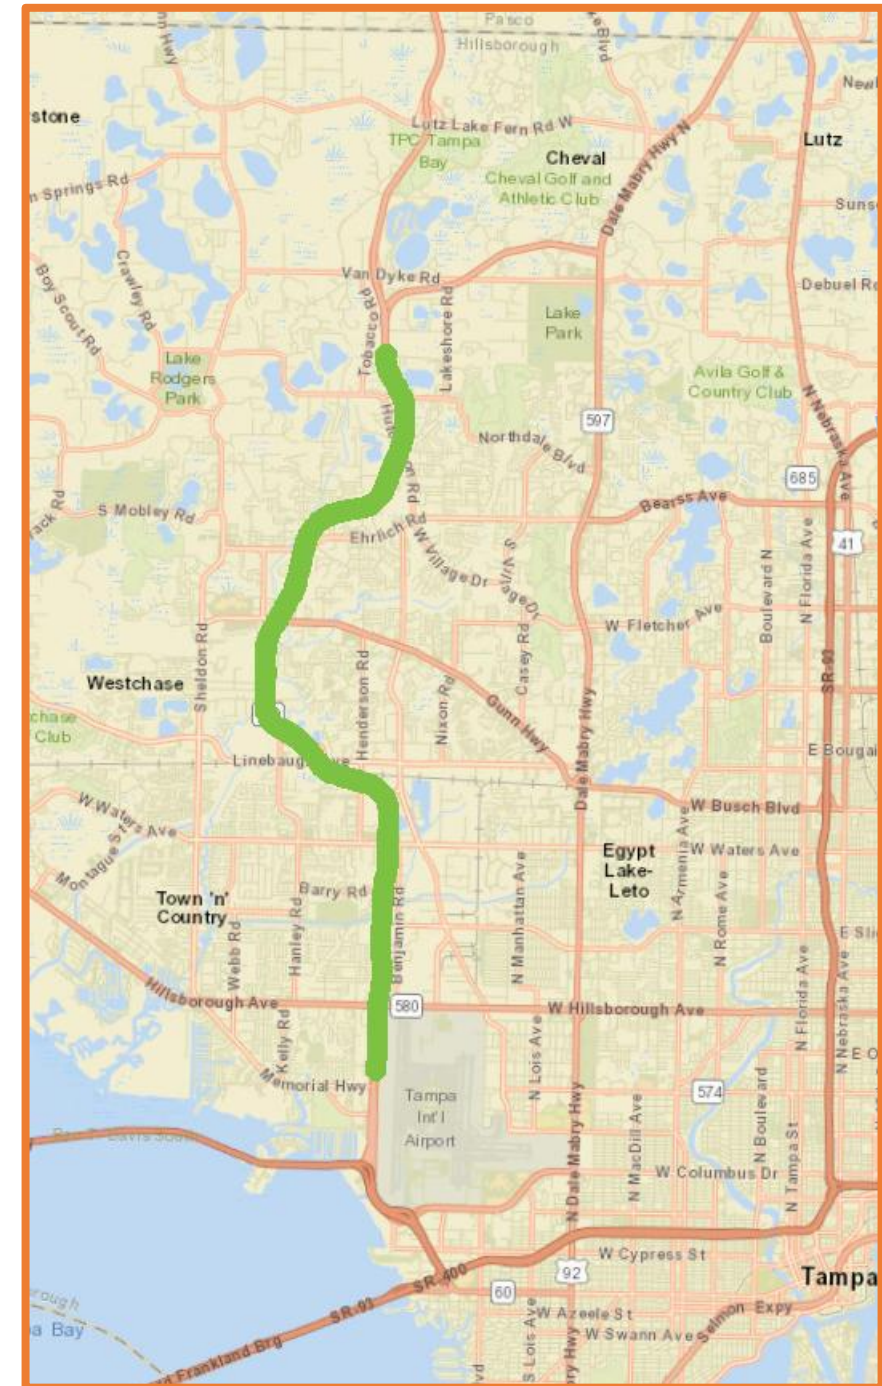 Pasco
Hillsborough
Lutz Lake Fern Rd W
stone
TPC Tampa
Bay
Cheval
Cheval Golf and
Athletic Club
Dale Mabry Hwy N
Lutz
Springs Rd
Crawley Rd
Boy Scout Rd
Van Dyke Rd
Tobacco Rd
Lakeshore Rd
Lake
Park
Debuel
Lake
Rodgers
Park
Avila Golf &
Country Club
N Nebraska Ave
597
Northdale Blvd
685
Bearss Ave
S Mobley Rd
Ehrlich Rd
41
W Village Dr
S Village Dr
Boulevard N
N Florida Ave
W Fletcher Ave
Casey Rd
Sheldon Rd
Henderson Rd
SR-93
Westchase
Nixon Rd
chase
Club
Gunn Hwy
Dale Mabry Hwy
E Bougai
W Busch Blvd
W Waters Ave
Montague St
Egypt
Lake-
Leto
W Waters Ave
N Armenia Ave
N Rome Ave
N Manhattan Ave
Barry Rd
Town 'n'
Country
Webb Rd
Hanley Rd
Benjamin Rd
E Sli
N Florida Ave
N Nebraska Ave
Hillsborough Ave
580
W Hillsborough Ave
Kelly Rd
Memorial Hwy
N Lois Ave
Tampa
Int'l
Airport
574
N Dale Mabry Hwy
N MacDill Ave
N Boulevard
N Tampa St
W Columbus Dr
W Cypress St
92
SR-400
SR-93
60
Tampa
W Azeele St
S Lois Ave
W Swann Ave
Selmon Expy
Bay
Frankland Brg